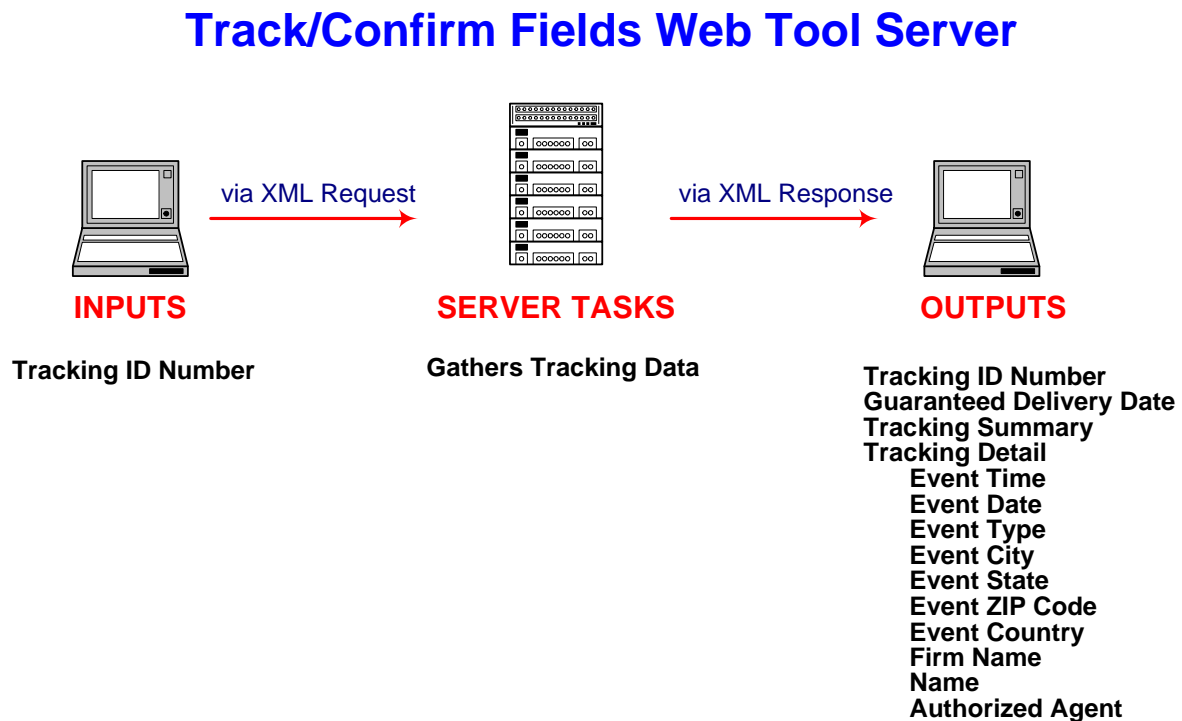 Track/Confirm Fields Web Tool Server
via XML Request
via XML Response
INPUTS
SERVER TASKS
OUTPUTS
Tracking ID Number
Gathers Tracking Data
Tracking ID Number
Guaranteed Delivery Date
Tracking Summary
Tracking Detail
Event Time
Event Date
Event Type
Event City
Event State
Event ZIP Code
Event Country
Firm Name
Name
Authorized Agent